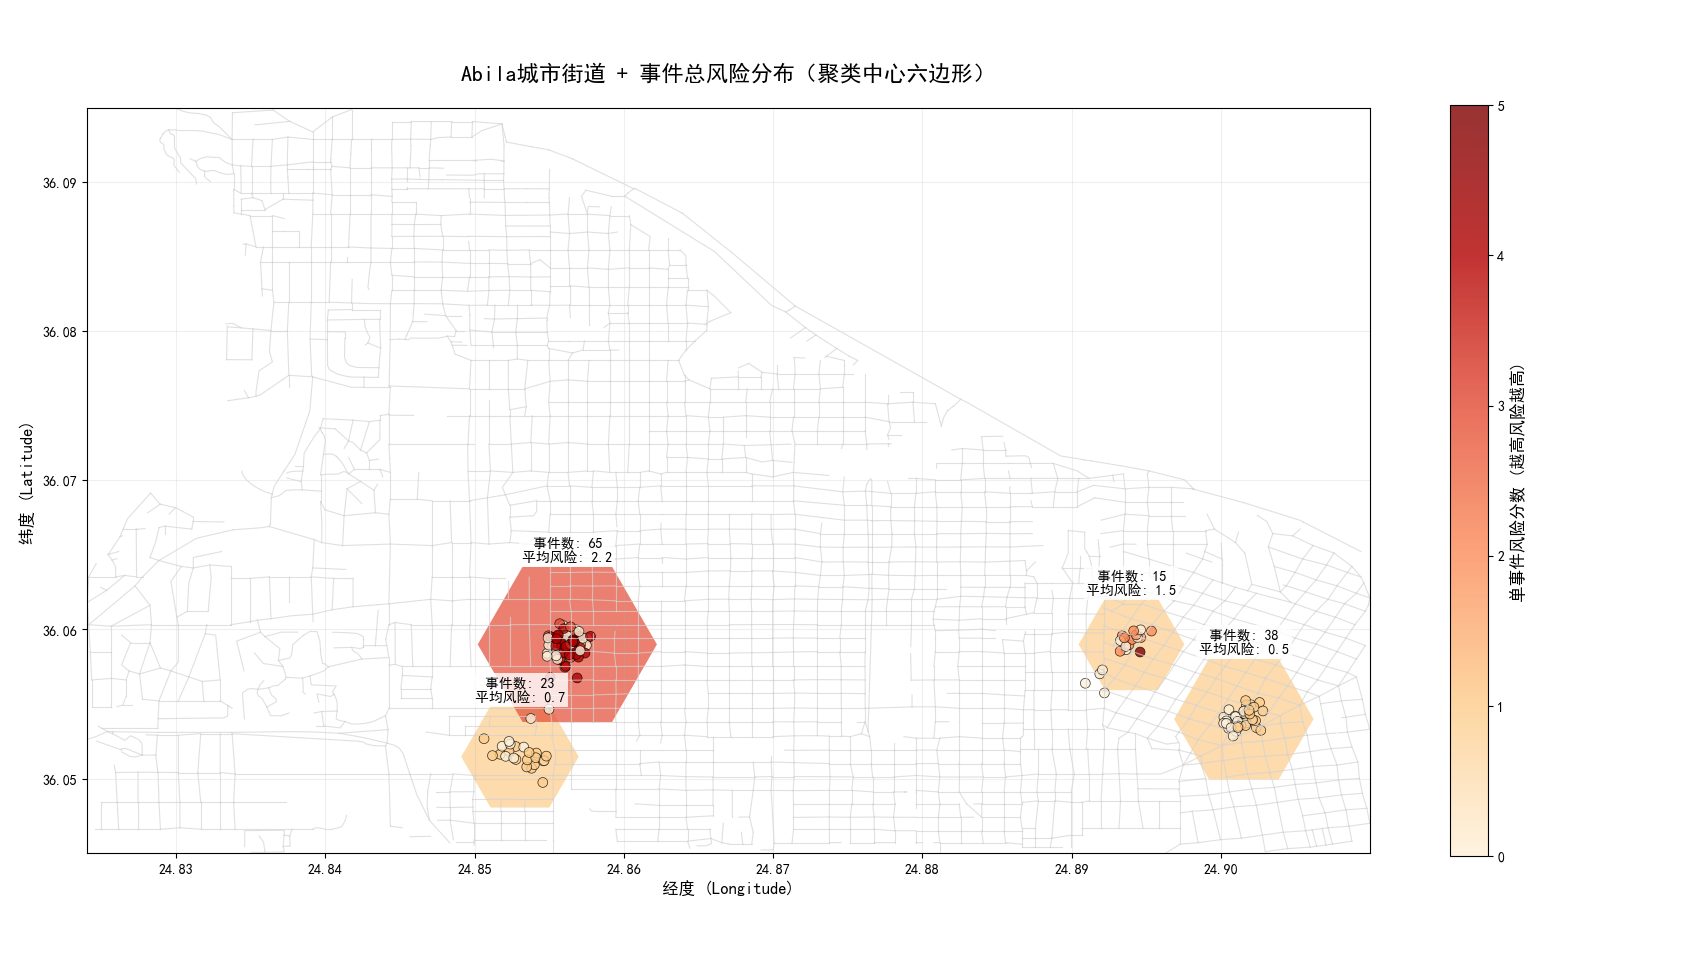 Abila城市街道 + 事件总风险分布（聚类中心六边形）
纬度 (Latitude)
36.09
36.08
36.07
36.06
36.05
事件数: 65
平均风险: 2.2
事件数: 23
平均风险: 0.7
事件数: 15
平均风险: 1.5
事件数: 38
平均风险: 0.5
24.83
24.84
24.85
24.86
24.87
24.88
24.89
24.90
经度 (Longitude)
5
4
3
2
1
0
单事件风险分数（越高风险越高）